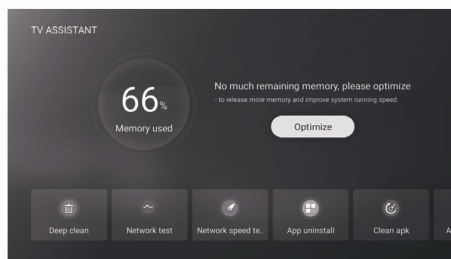 TV ASSISTANT
66%
Memory used
No much remaining memory, please optimize
to release more memory and improve system running speed.
Optimize
Deep clean
Network test
Network speed te..
App uninstall
Clean apk
A